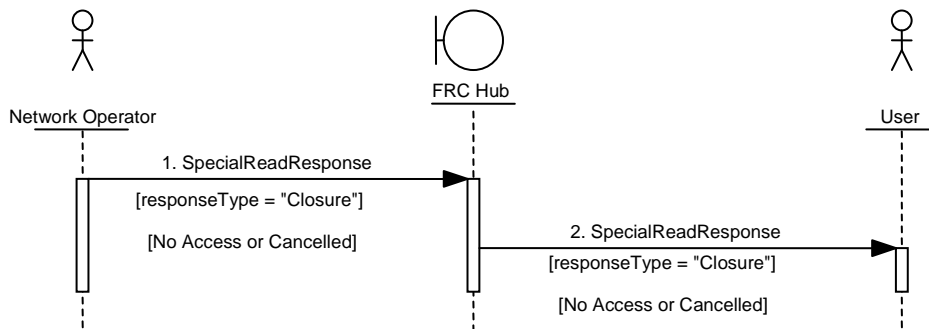 FRC Hub
Network Operator
User
1. SpecialReadResponse
[responseType = "Closure"]
[No Access or Cancelled]
2. SpecialReadResponse
[responseType = "Closure"]
[No Access or Cancelled]